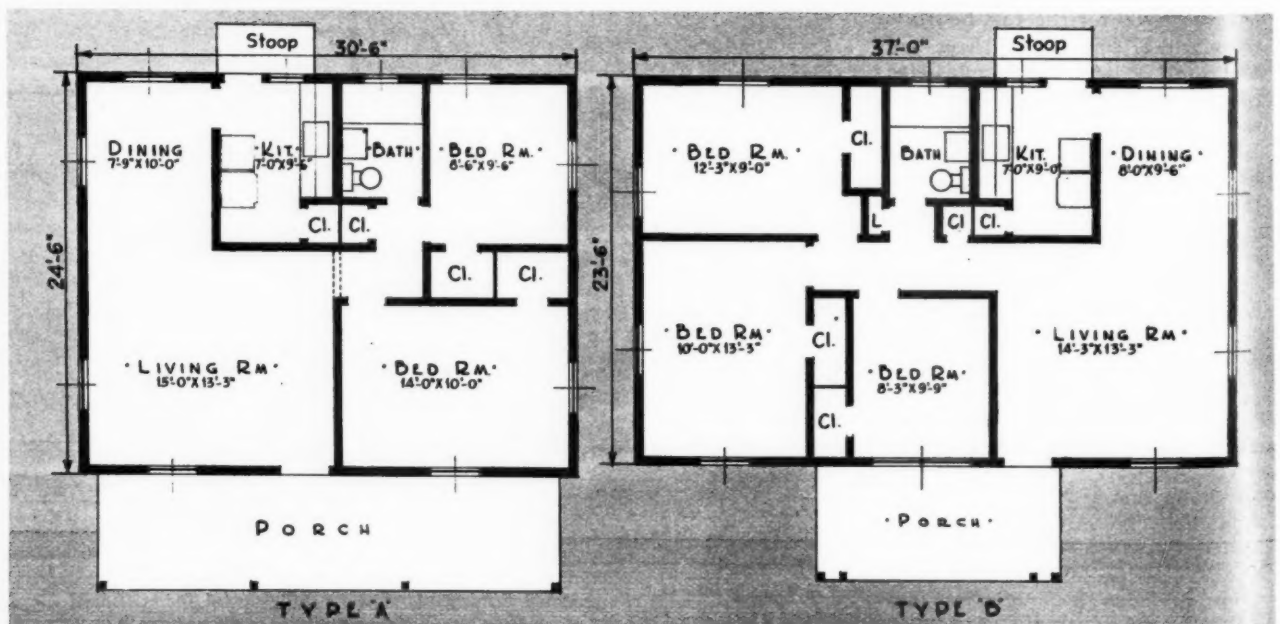 Stoop
30'-6"
24'-6"
DINING
7'-9"X10'-0"
KIT.
7'-0"X9'-6"
BATH
BED RM.
8'-6"X9'-6"
Cl.
Cl.
Cl.
Cl.
· LIVING RM ·
15'-0"X13'-3"
· BED RM ·
14'-0"X10'-0"
PORCH
TYPE "A"
Stoop
37'-0"
23'-6"
· BED RM.
12'-3"X9'-0"
Cl.
BATH
KIT.
7'-0"X9'-0"
· DINING ·
8'-0"X9'-6"
L.
Cl
Cl.
· BED RM ·
10'-0"X13'-3"
Cl.
· BED RM ·
8'-3"X9'-9"
· LIVING RM ·
14'-3"X13'-3"
Cl.
· PORCH ·
TYPE "B"